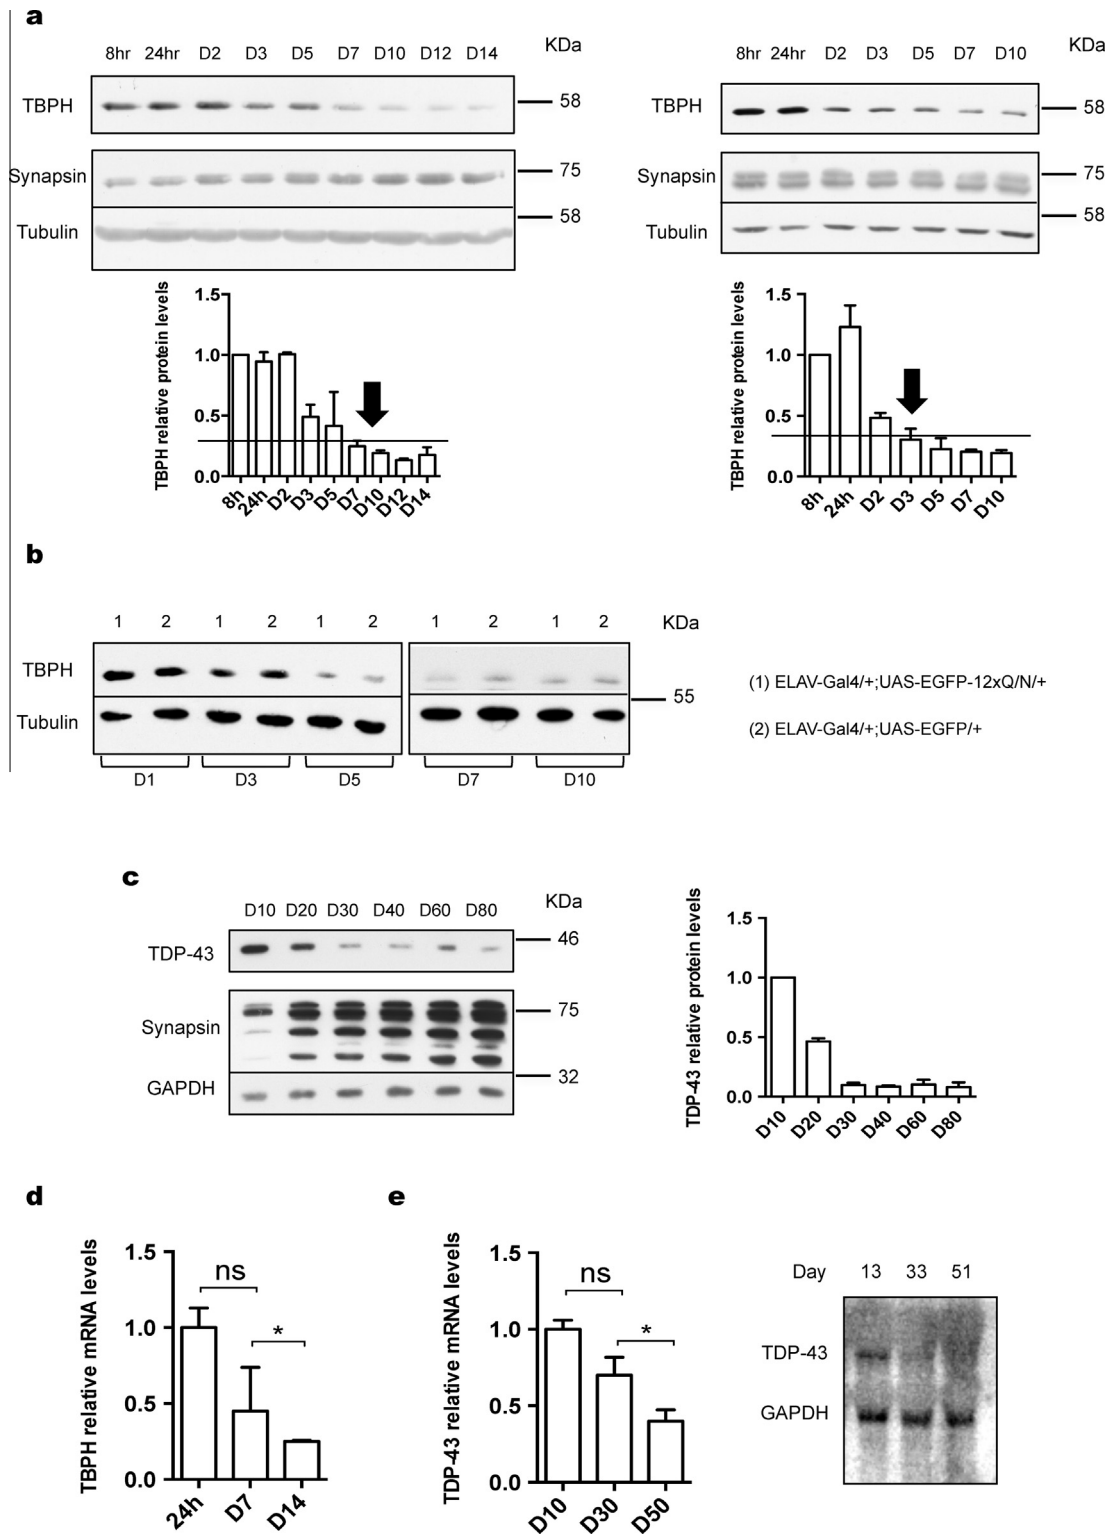 a
8hr 24hr D2 D3 D5 D7 D10 D12 D14 KDa
TBPH 58
Synapsin 75
58
Tubulin
TBPH relative protein levels
1.5
1.0
0.5
0.0
8h 24h D2 D3 D5 D7 D10 D12 D14
8hr 24hr D2 D3 D5 D7 D10 KDa
TBPH 58
Synapsin 75
58
Tubulin
TBPH relative protein levels
1.5
1.0
0.5
0.0
8h 24h D2 D3 D5 D7 D10
b
1 2 1 2 1 2 1 2 1 2 KDa
TBPH
55
Tubulin
D1 D3 D5 D7 D10
(1) ELAV-Gal4/+;UAS-EGFP-12xQ/N/+
(2) ELAV-Gal4/+;UAS-EGFP/+
c
D10 D20 D30 D40 D60 D80 KDa
TDP-43 46
75
Synapsin
32
GAPDH
TDP-43 relative protein levels
1.5
1.0
0.5
0.0
D10 D20 D30 D40 D60 D80
d
TBPH relative mRNA levels
1.5
1.0
0.5
0.0
ns
*
24h D7 D14
e
TDP-43 relative mRNA levels
1.5
1.0
0.5
0.0
ns
*
D10 D30 D50
Day 13 33 51
TDP-43
GAPDH